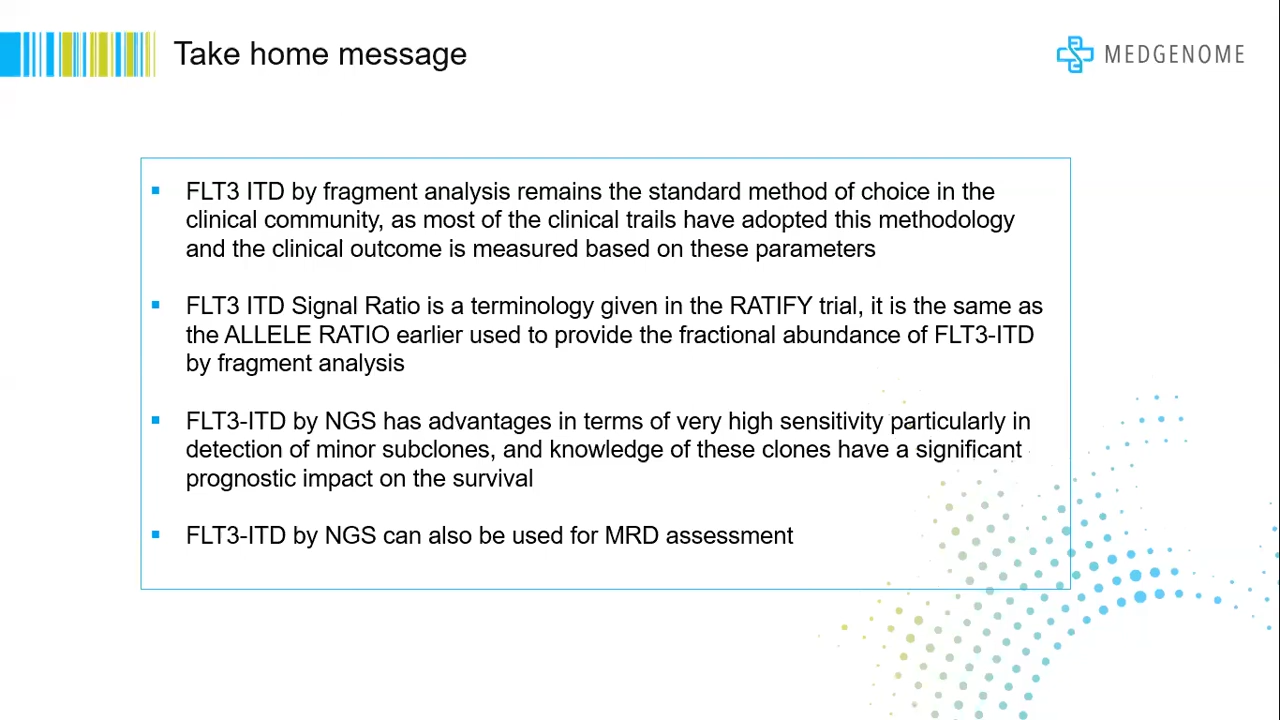 Take home message
MEDGENOME
▪ FLT3 ITD by fragment analysis remains the standard method of choice in the
clinical community, as most of the clinical trails have adopted this methodology
and the clinical outcome is measured based on these parameters
▪ FLT3 ITD Signal Ratio is a terminology given in the RATIFY trial, it is the same as
the ALLELE RATIO earlier used to provide the fractional abundance of FLT3-ITD
by fragment analysis
▪ FLT3-ITD by NGS has advantages in terms of very high sensitivity particularly in
detection of minor subclones, and knowledge of these clones have a significant
prognostic impact on the survival
▪ FLT3-ITD by NGS can also be used for MRD assessment